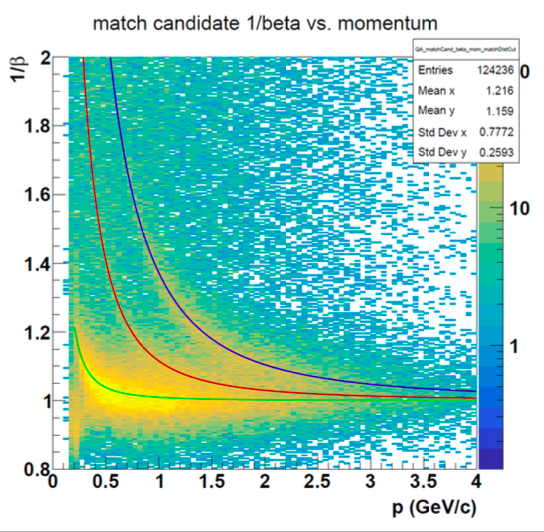 match candidate 1/beta vs. momentum
QA_matchCand_beta_mom_matchDistCut
Entries 124236
Mean x 1.216
Mean y 1.159
Std Dev x 0.7772
Std Dev y 0.2593
1/β
2
1.8
1.6
1.4
1.2
1
0.8
0
10
1
0 0.5 1 1.5 2 2.5 3 3.5 4
p (GeV/c)